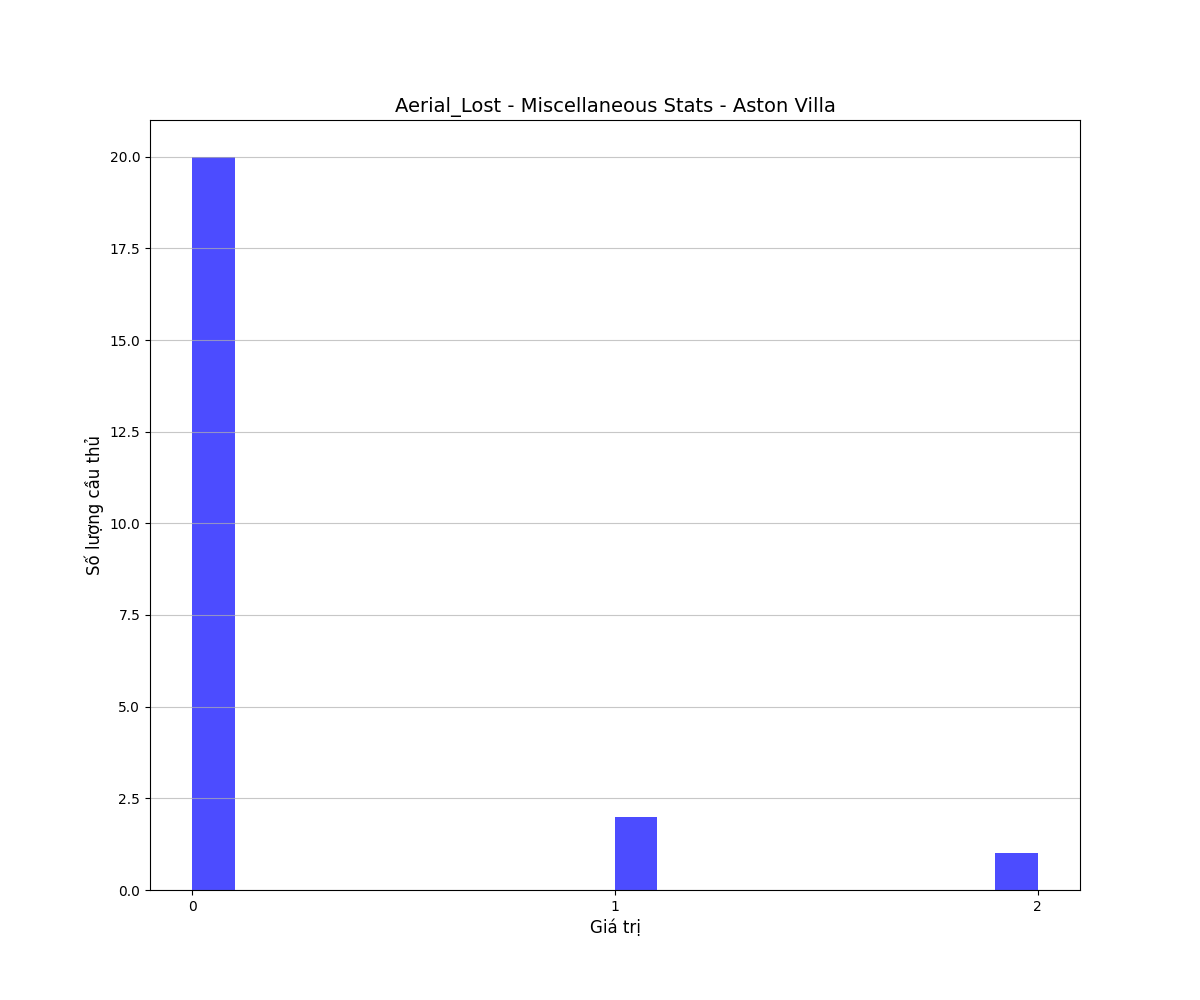 Aerial_Lost - Miscellaneous Stats - Aston Villa
20.0
17.5
15.0
12.5
10.0
7.5
5.0
2.5
0.0
Số lượng cầu thủ
0 1 2
Giá trị